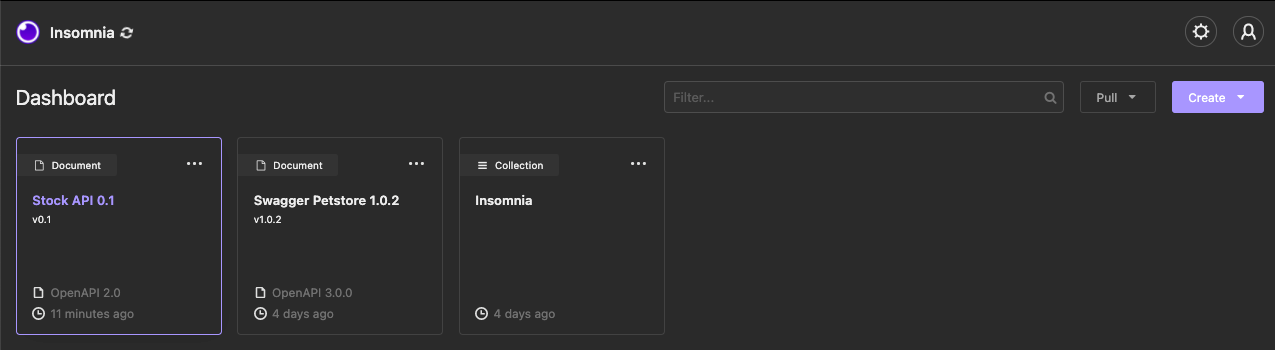 Insomnia
Dashboard
Filter...
Pull
Create
Document
Stock API 0.1
v0.1
OpenAPI 2.0
11 minutes ago
Document
Swagger Petstore 1.0.2
v1.0.2
OpenAPI 3.0.0
4 days ago
Collection
Insomnia
4 days ago